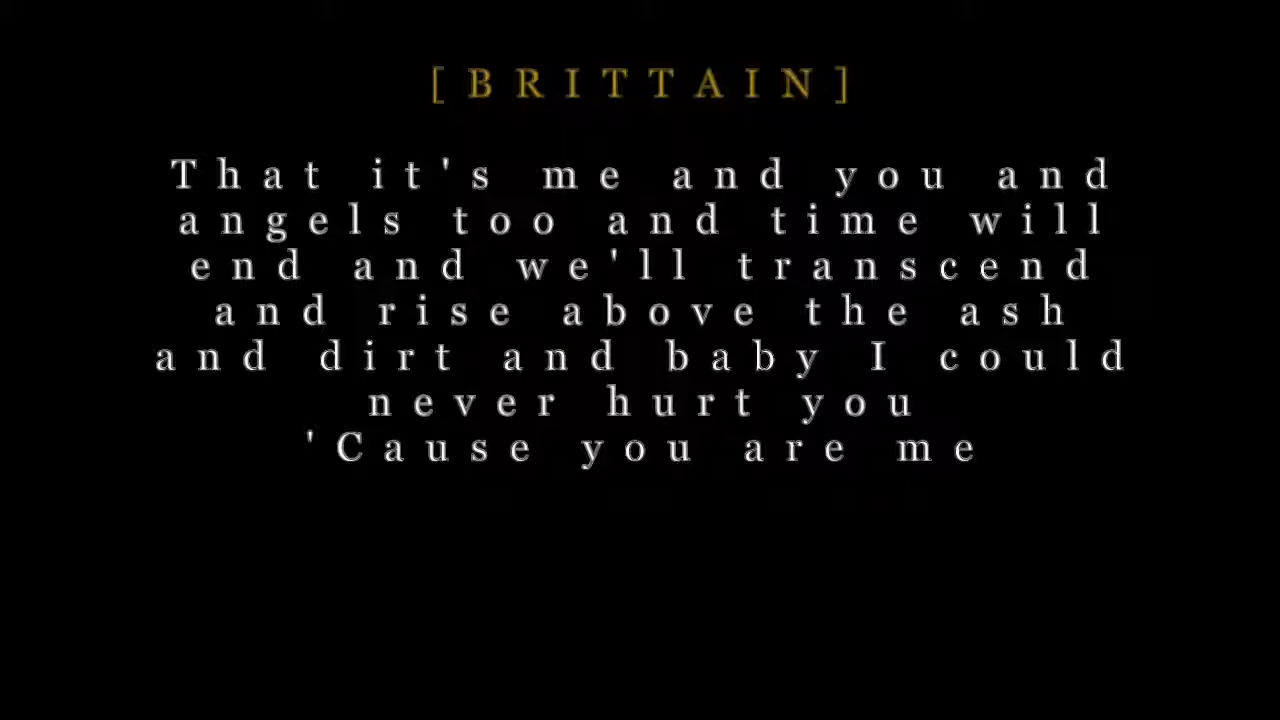 [BRITTAIN]
That it's me and you and
angels too and time will
end and we'll transcend
and rise above the ash
and dirt and baby I could
never hurt you
'Cause you are me